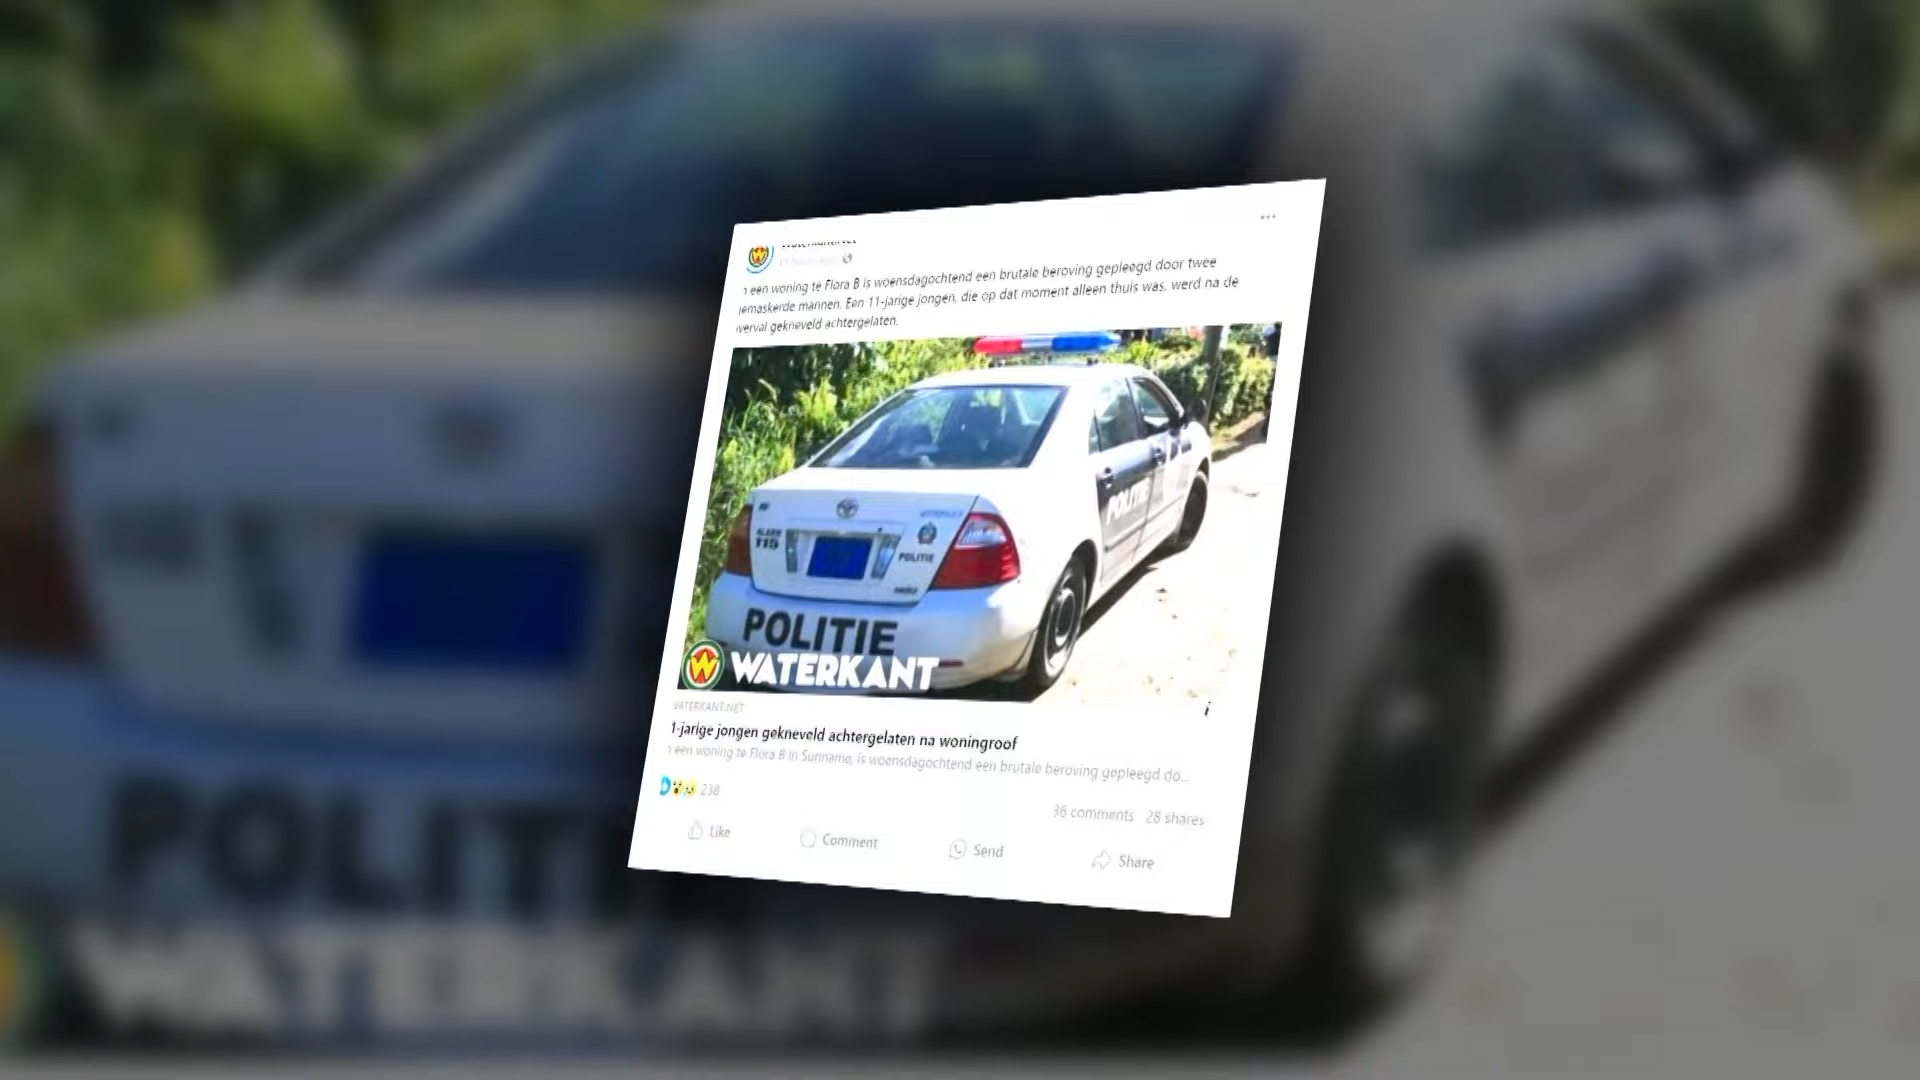 een woning te Flora B is woensdagochtend een brutale beroving gepleegd door twee
emaskerde mannen. Een 11-jarige jongen, die op dat moment alleen thuis was, werd na de
verval gekneveld achtergelaten.
POLITIE
ALARM
115
POLITIE
POLITIE
WATERKANT
VATERKANT.NET
1-jarige jongen gekneveld achtergelaten na woningroof
een woning te Flora B in Suriname, is woensdagochtend een brutale beroving gepleegd do...
238
36 comments 28 shares
Like Comment Send Share
POLITI
WATERKANT